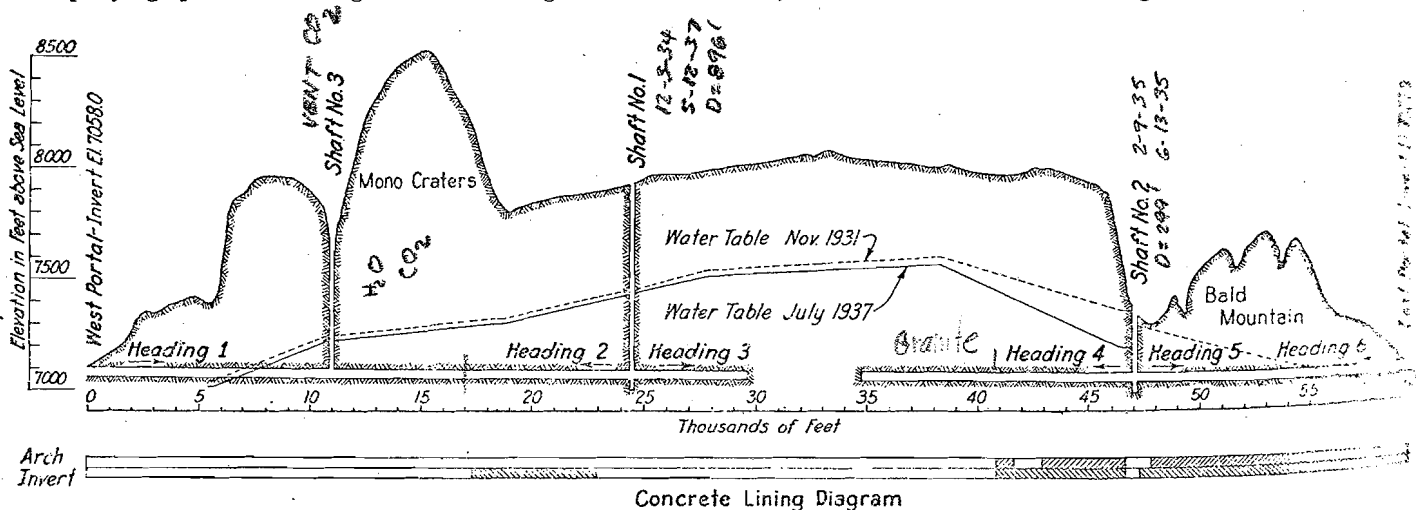 8500
8000
7500
7000
Elevation in Feet above Sea Level
West Portal-Invert El. 7058.0
VENT CO2
Shaft No. 3
Mono Craters
H2O
CO2
Shaft No. 1
12-3-34
5-12-37
Water Table Nov. 1931
Water Table July 1937
Granite
Shaft No. 2
2-9-35
6-13-35
Bald
Mountain
Heading 1
Heading 2
Heading 3
Heading 4
Heading 5
Heading 6
0 5 10 15 20 25 30 35 40 45 50 55
Thousands of Feet
Arch
Invert
Concrete Lining Diagram